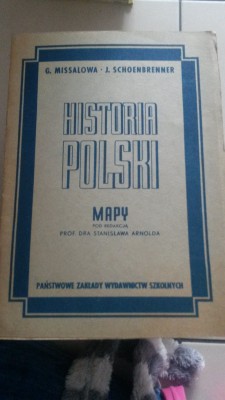 G. MISSALOWA · J. SCHOENBRENNER
HISTORIA
POLSKI
MAPY
POD REDAKCJĄ
PROF. DRA STANISŁAWA ARNOLDA
PAŃSTWOWE ZAKŁADY WYDAWNICTW SZKOLNYCH